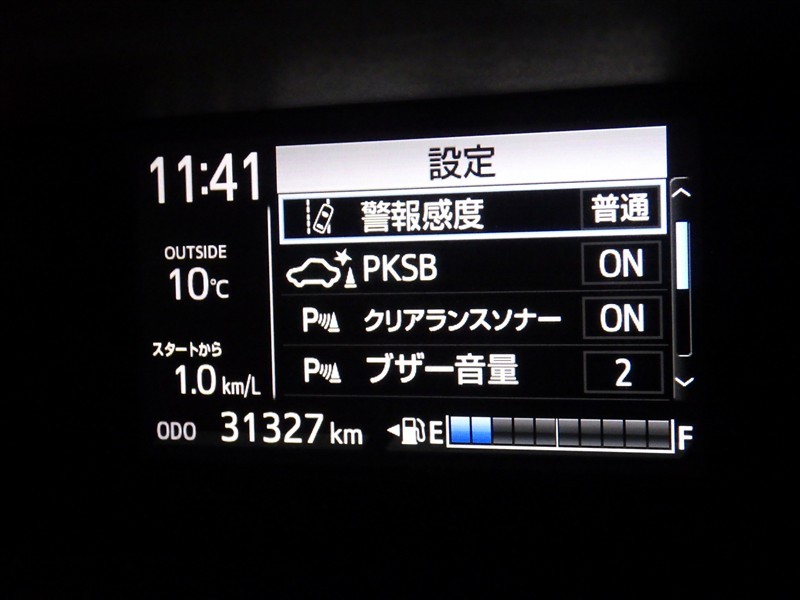 11:41
OUTSIDE
10℃
スタートから
1.0 km/L
設定
警報感度 普通
PKSB ON
P クリアランスソナー ON
P ブザー音量 2
ODO 31327 km
E F